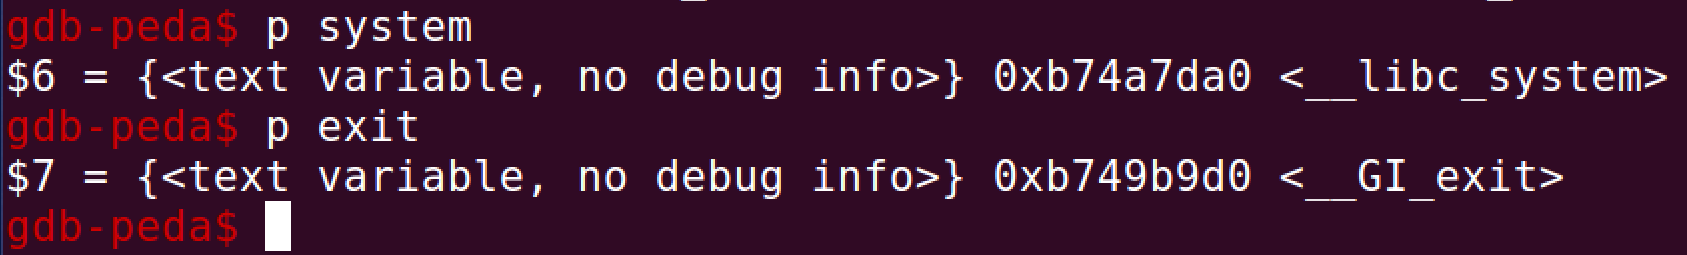 gdb-peda$ p system
$6 = {<text variable, no debug info>} 0xb74a7da0 <__libc_system>
gdb-peda$ p exit
$7 = {<text variable, no debug info>} 0xb749b9d0 <__GI_exit>
gdb-peda$